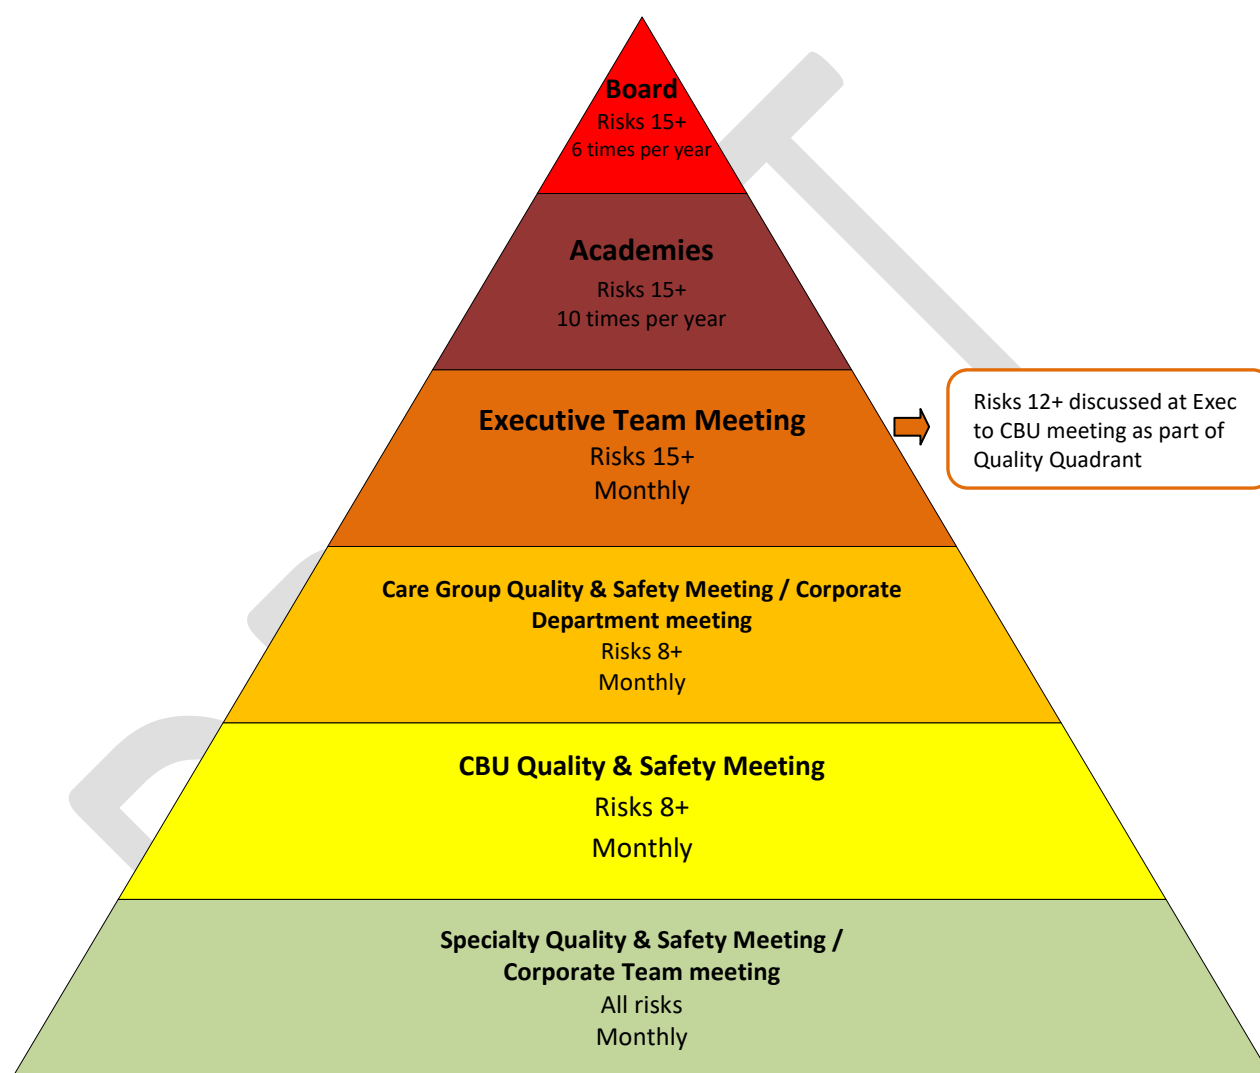 Board
Risks 15+
6 times per year
Academies
Risks 15+
10 times per year
Executive Team Meeting
Risks 15+
Monthly
Risks 12+ discussed at Exec
to CBU meeting as part of
Quality Quadrant
Care Group Quality & Safety Meeting / Corporate
Department meeting
Risks 8+
Monthly
CBU Quality & Safety Meeting
Risks 8+
Monthly
Specialty Quality & Safety Meeting /
Corporate Team meeting
All risks
Monthly